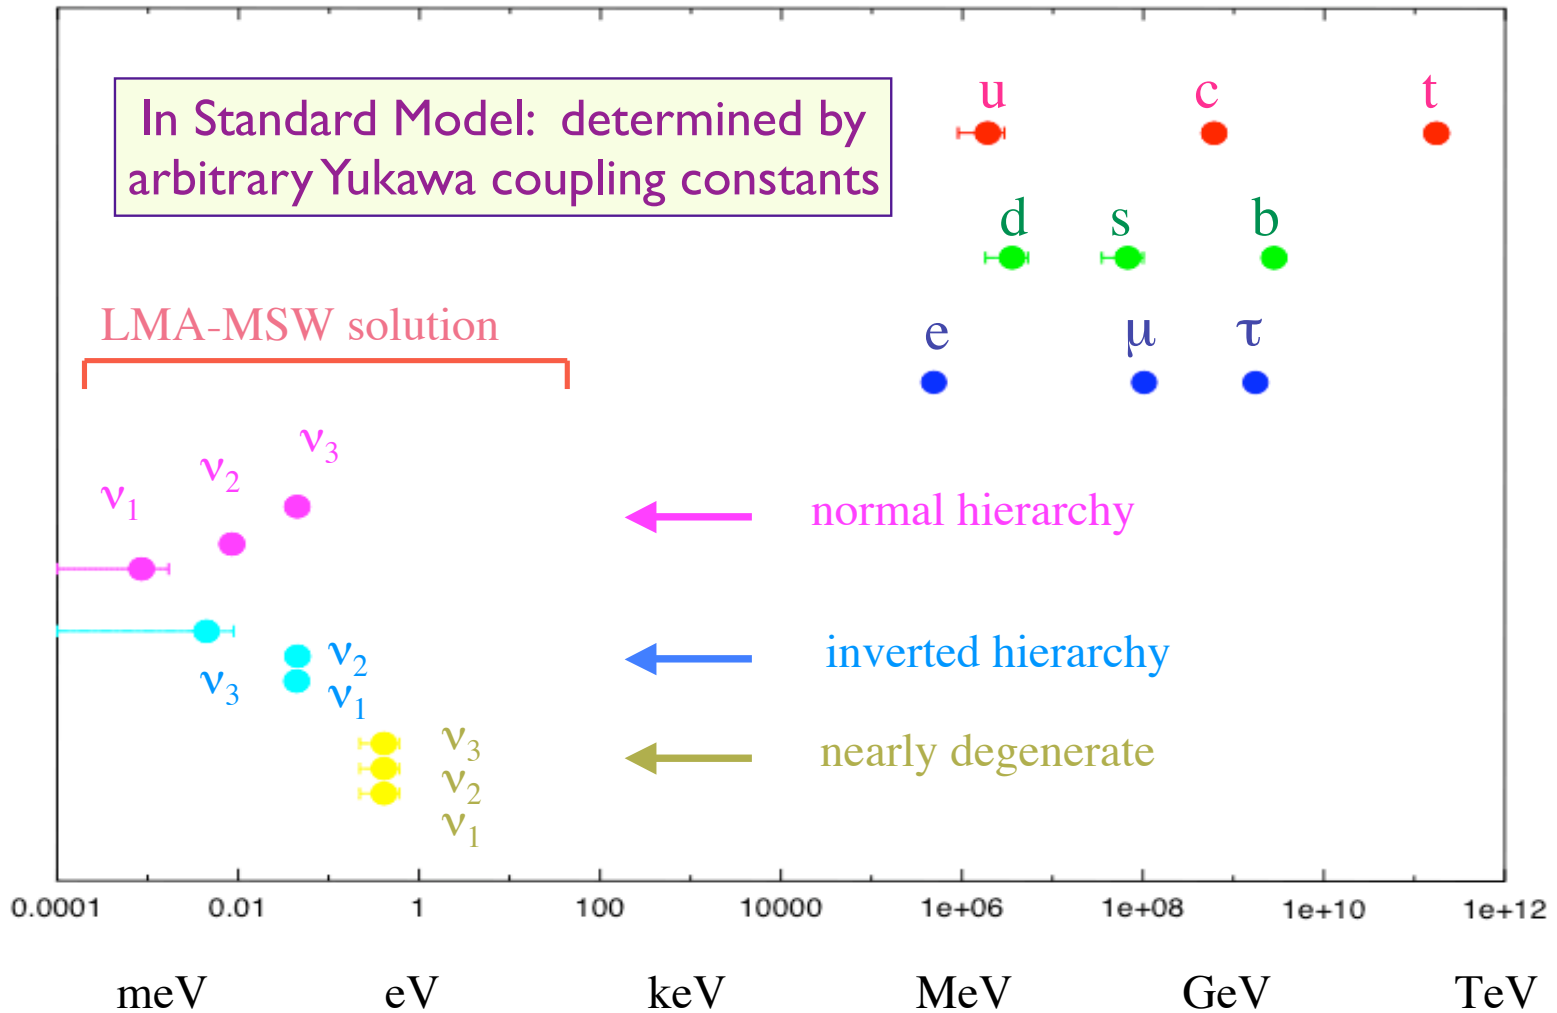 u c t
In Standard Model: determined by
arbitrary Yukawa coupling constants
d s b
LMA-MSW solution
e μ τ
ν3
ν2
ν1
normal hierarchy
ν2
inverted hierarchy
ν3
ν1
ν3
nearly degenerate
ν2
ν1
0.0001 0.01 1 100 10000 1e+06 1e+08 1e+10 1e+12
meV eV keV MeV GeV TeV